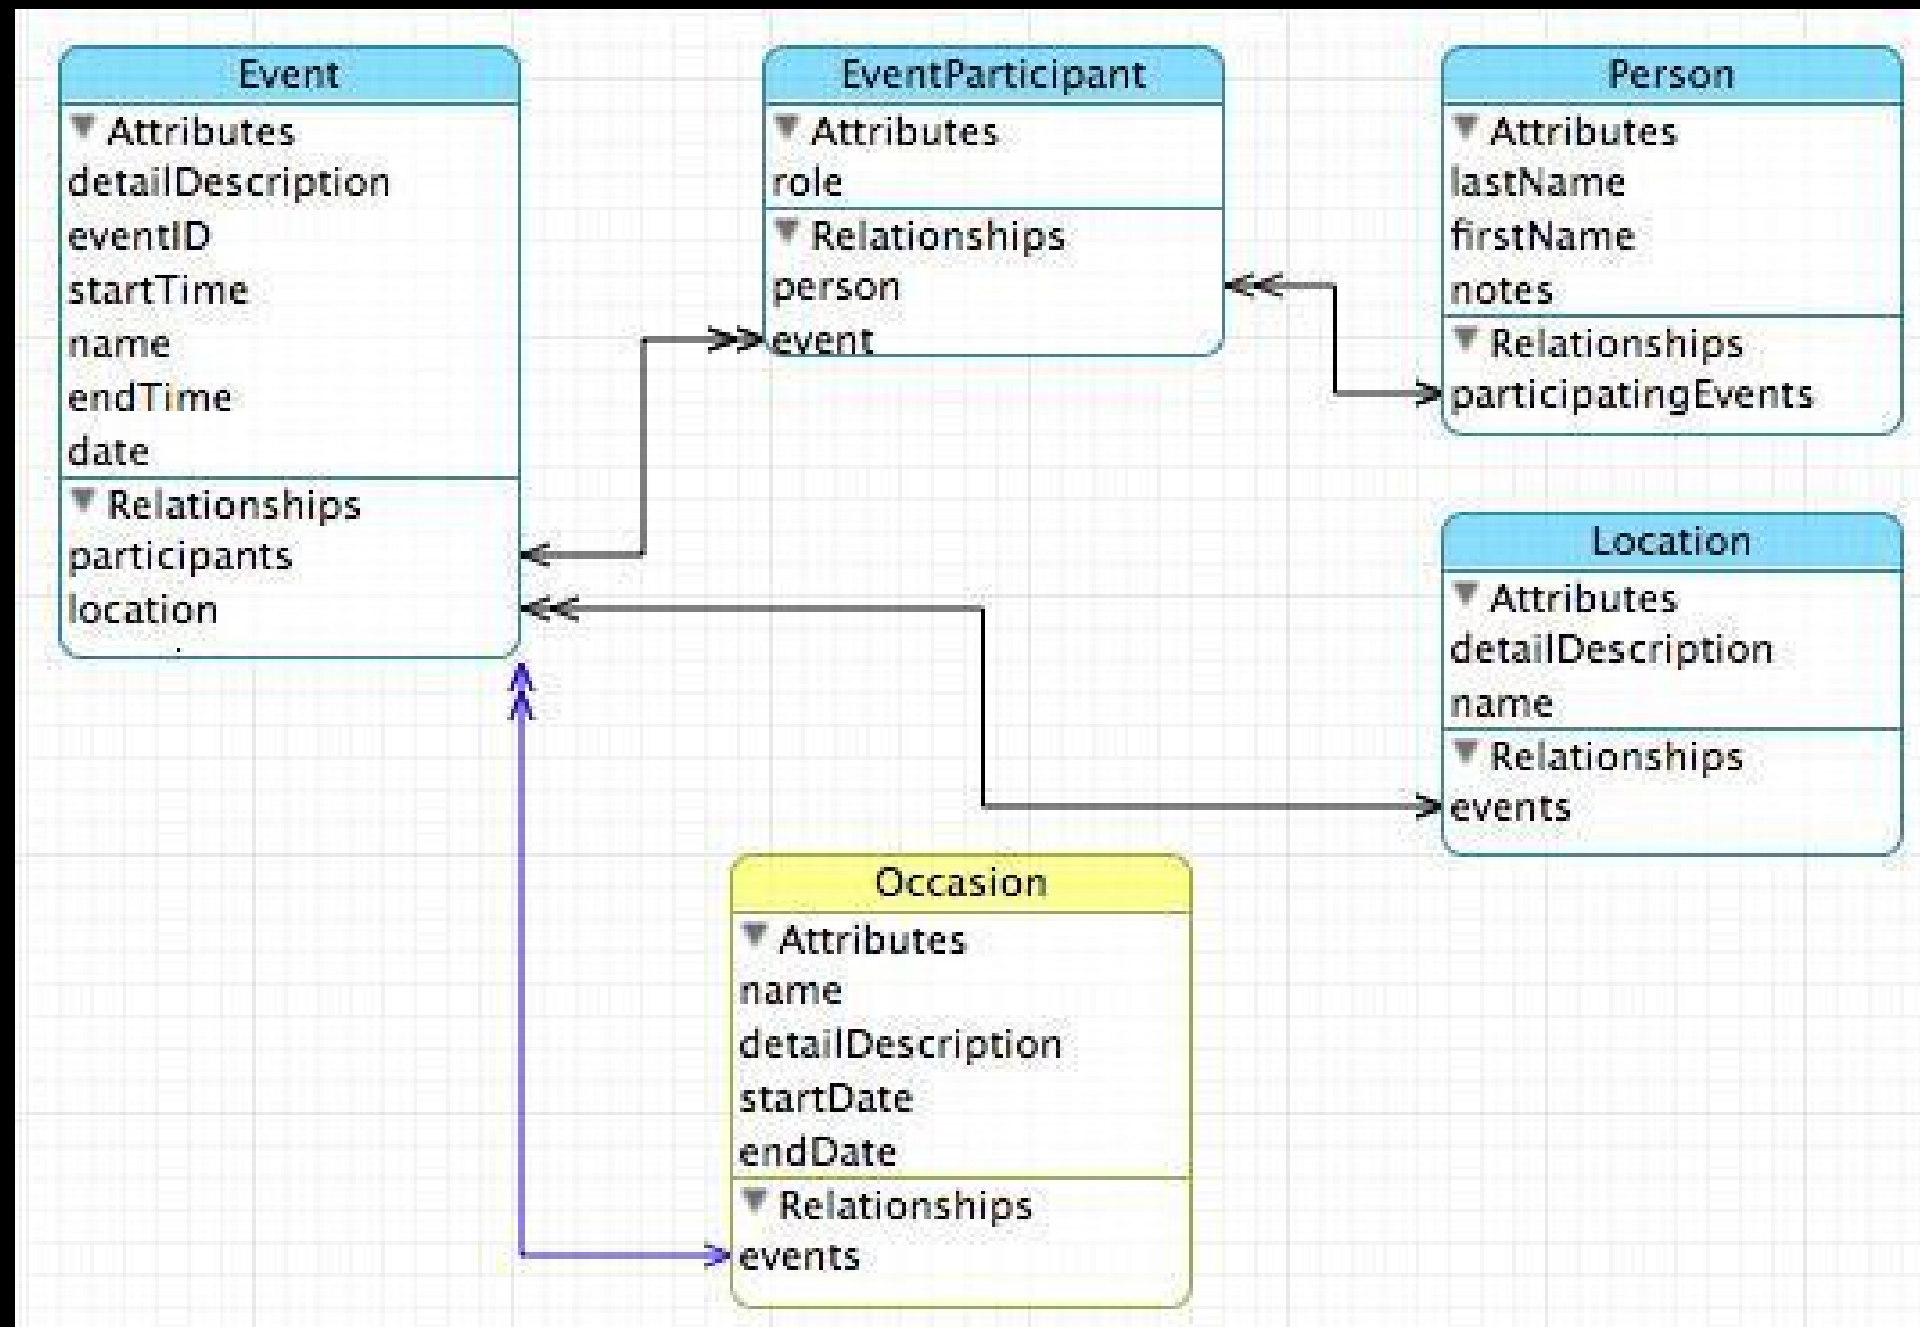 Event
Attributes
detailDescription
eventID
startTime
name
endTime
date
Relationships
participants
location
EventParticipant
Attributes
role
Relationships
person
event
Person
Attributes
lastName
firstName
notes
Relationships
participatingEvents
Location
Attributes
detailDescription
name
Relationships
events
Occasion
Attributes
name
detailDescription
startDate
endDate
Relationships
events